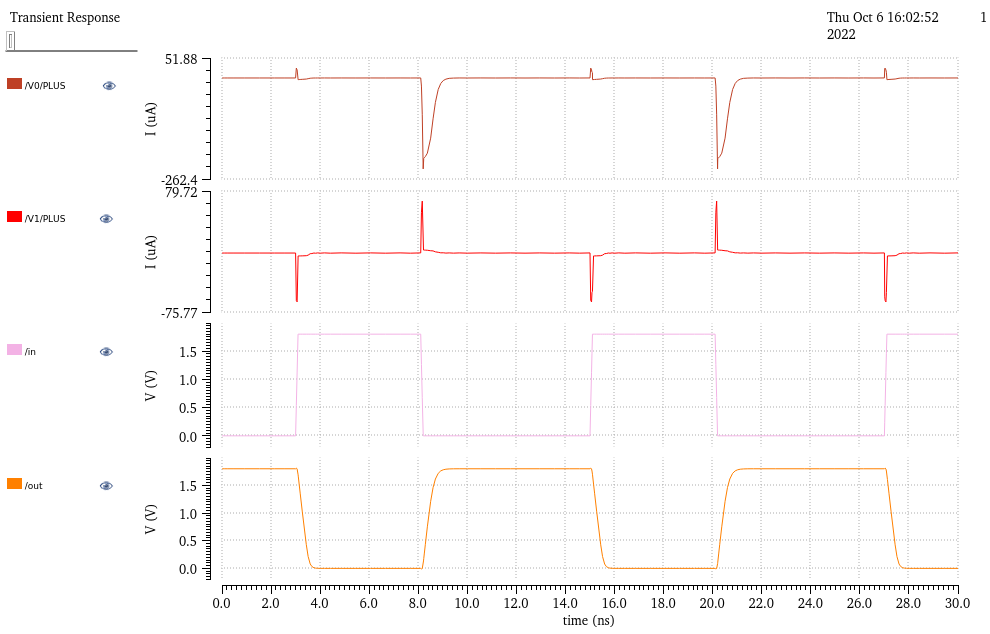 Transient Response
Thu Oct 6 16:02:52 1
2022
/V0/PLUS
51.88
I (uA)
-262.4
/V1/PLUS
79.72
I (uA)
-75.77
/in
1.5
1.0
0.5
0.0
V (V)
/out
1.5
1.0
0.5
0.0
V (V)
0.0 2.0 4.0 6.0 8.0 10.0 12.0 14.0 16.0 18.0 20.0 22.0 24.0 26.0 28.0 30.0
time (ns)